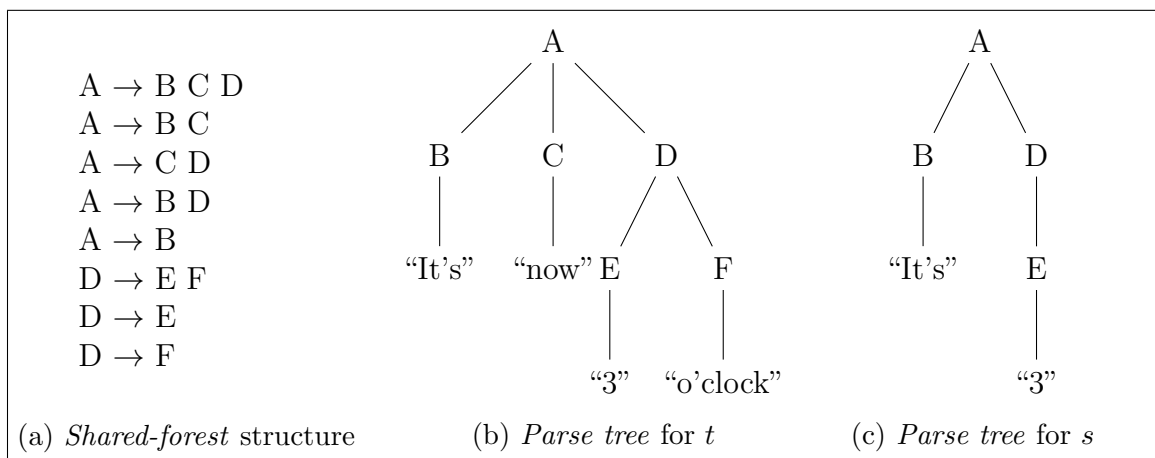 A → B C D
A → B C
A → C D
A → B D
A → B
D → E F
D → E
D → F
(a) Shared-forest structure
A
B C D
“It's” “now” E F
“3” “o'clock”
(b) Parse tree for t
A
B D
“It's” E
“3”
(c) Parse tree for s